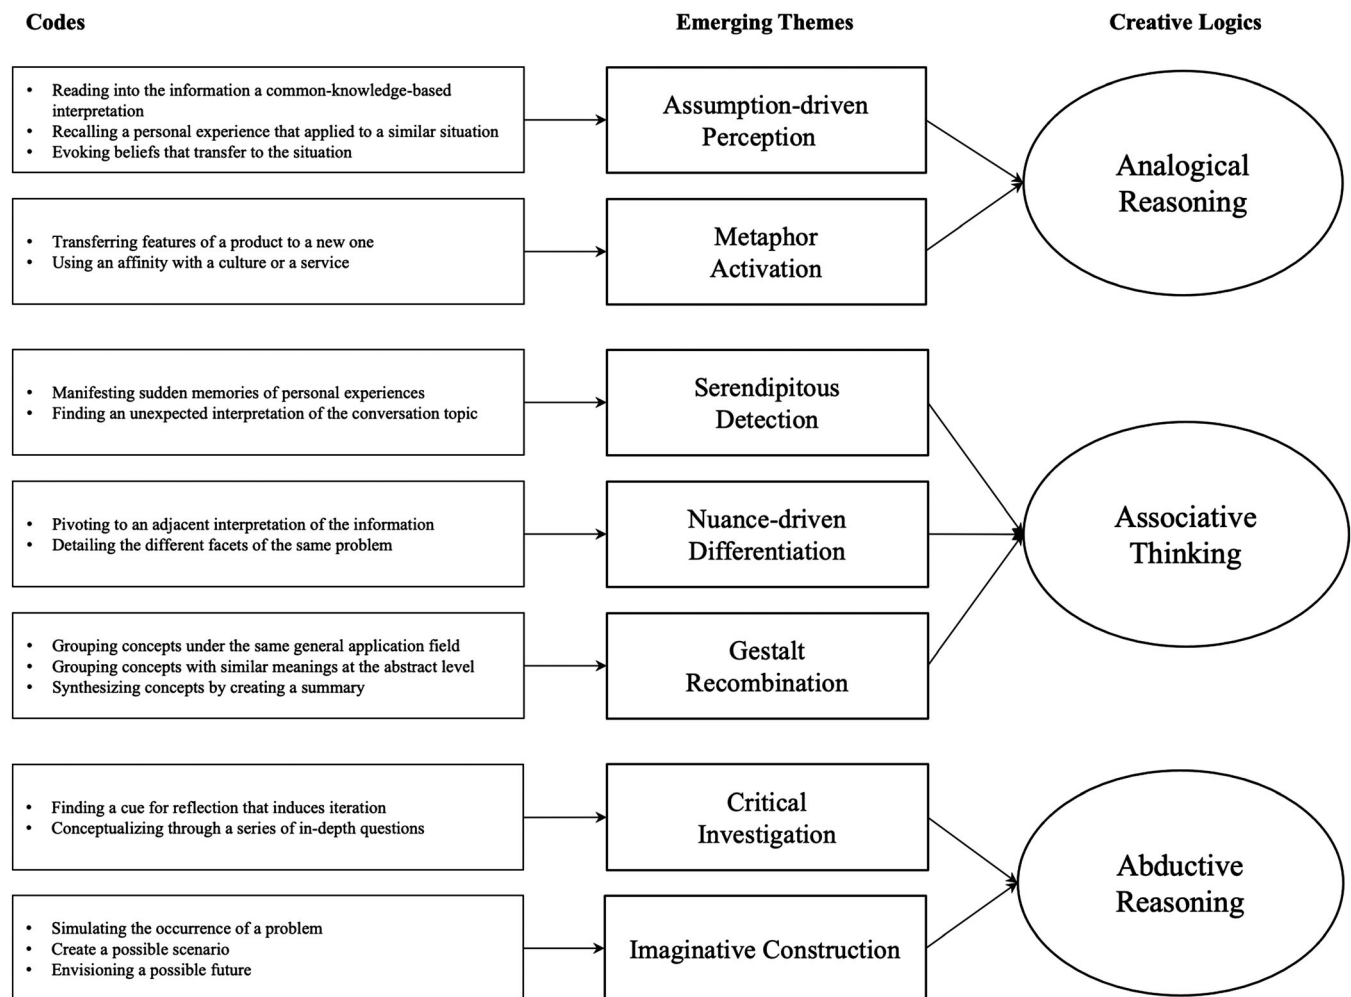 Codes
Emerging Themes
Creative Logics
• Reading into the information a common-knowledge-based
interpretation
• Recalling a personal experience that applied to a similar situation
• Evoking beliefs that transfer to the situation
Assumption-driven
Perception
Analogical
Reasoning
• Transferring features of a product to a new one
• Using an affinity with a culture or a service
Metaphor
Activation
• Manifesting sudden memories of personal experiences
• Finding an unexpected interpretation of the conversation topic
Serendipitous
Detection
• Pivoting to an adjacent interpretation of the information
• Detailing the different facets of the same problem
Nuance-driven
Differentiation
Associative
Thinking
• Grouping concepts under the same general application field
• Grouping concepts with similar meanings at the abstract level
• Synthesizing concepts by creating a summary
Gestalt
Recombination
• Finding a cue for reflection that induces iteration
• Conceptualizing through a series of in-depth questions
Critical
Investigation
Abductive
Reasoning
• Simulating the occurrence of a problem
• Create a possible scenario
• Envisioning a possible future
Imaginative Construction